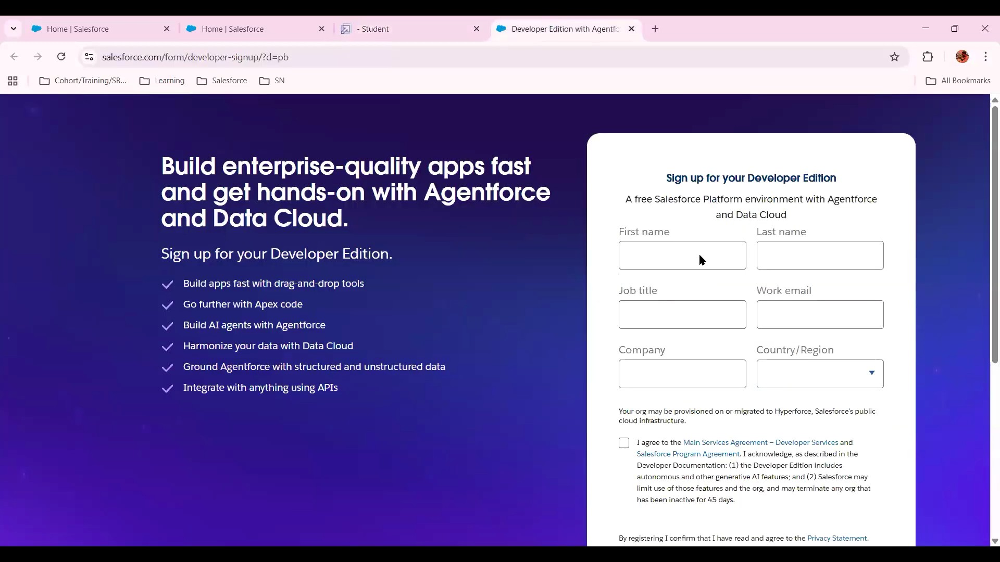 Home | Salesforce
Home | Salesforce
- Student
Developer Edition with Agentfo
salesforce.com/form/developer-signup/?d=pb
Cohort/Training/SB...
Learning
Salesforce
SN
All Bookmarks
Build enterprise-quality apps fast
and get hands-on with Agentforce
and Data Cloud.
Sign up for your Developer Edition.
Build apps fast with drag-and-drop tools
Go further with Apex code
Build AI agents with Agentforce
Harmonize your data with Data Cloud
Ground Agentforce with structured and unstructured data
Integrate with anything using APIs
Sign up for your Developer Edition
A free Salesforce Platform environment with Agentforce
and Data Cloud
First name
Last name
Job title
Work email
Company
Country/Region
Your org may be provisioned on or migrated to Hyperforce, Salesforce's public
cloud infrastructure.
I agree to the Main Services Agreement – Developer Services and
Salesforce Program Agreement. I acknowledge, as described in the
Developer Documentation: (1) the Developer Edition includes
autonomous and other generative AI features; and (2) Salesforce may
limit use of those features and the org, and may terminate any org that
has been inactive for 45 days.
By registering I confirm that I have read and agree to the Privacy Statement.